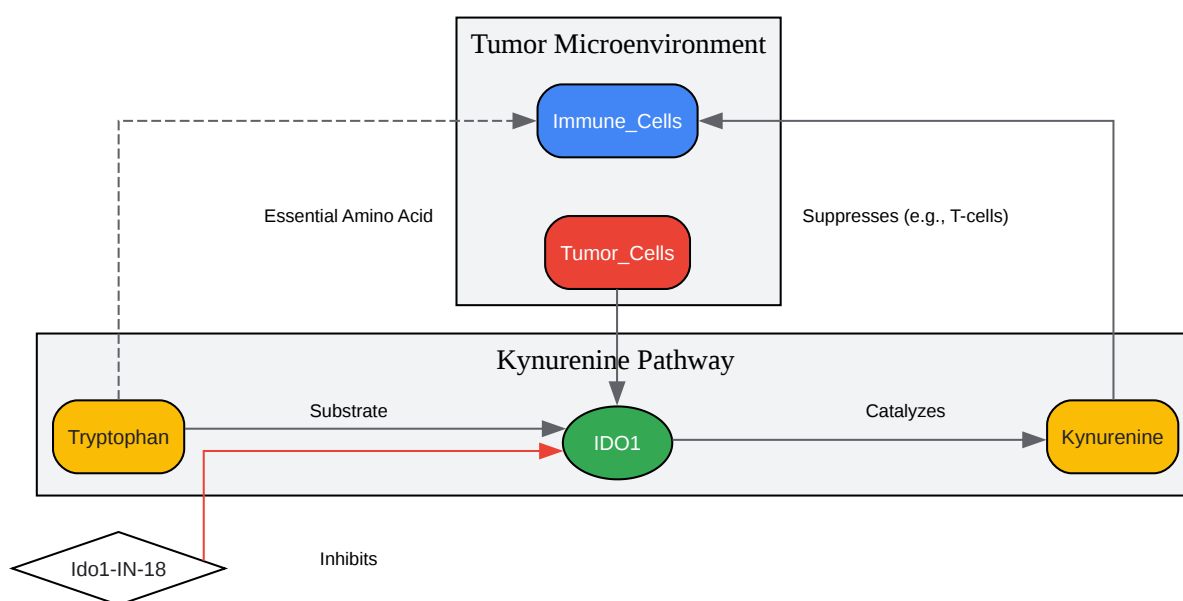 Tumor Microenvironment
Immune_Cells
Essential Amino Acid
Suppresses (e.g., T-cells)
Tumor_Cells
Kynurenine Pathway
Substrate
Catalyzes
Tryptophan
IDO1
Kynurenine
Inhibits
Ido1-IN-18